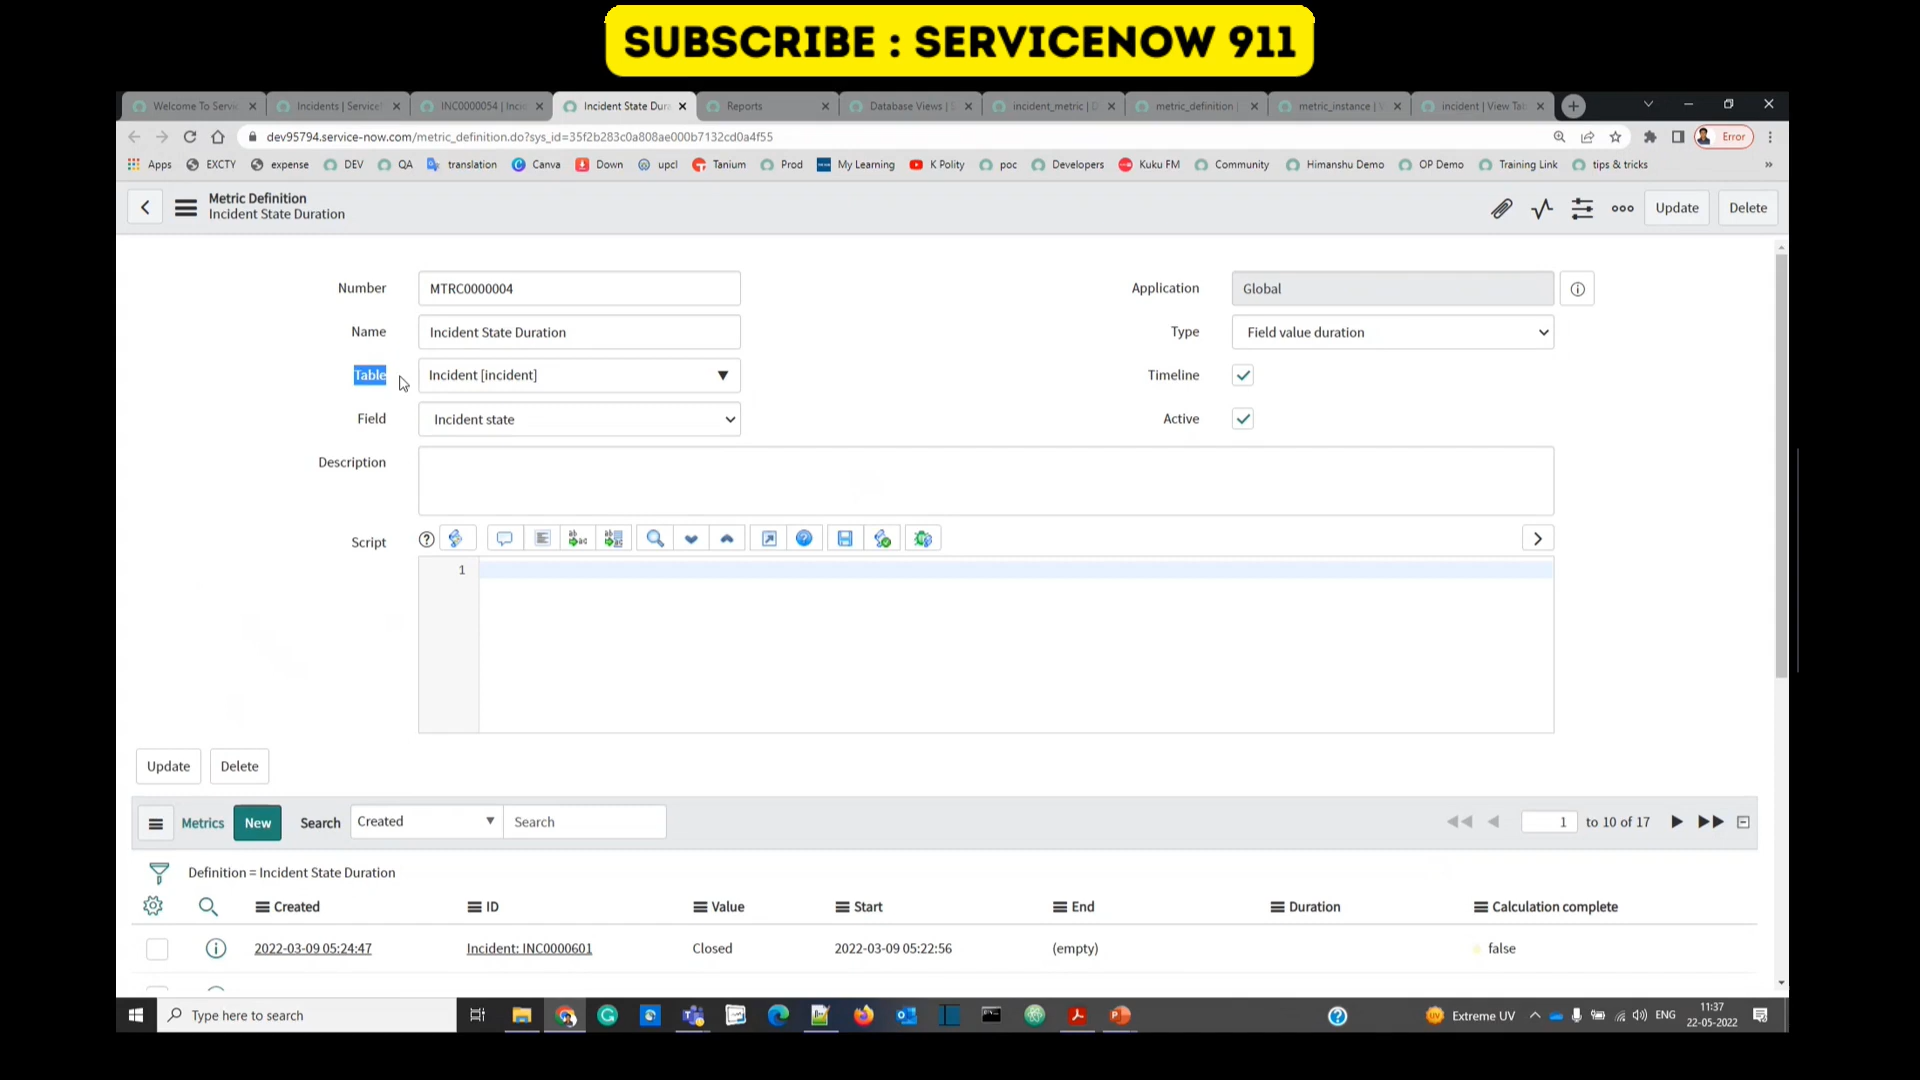 SUBSCRIBE : SERVICENOW 911
Welcome To Servic
Incidents | Service
INC0000054 | Inci
Incident State Dura
Reports
Database Views | S
incident_metric | D
metric_definition |
metric_instance | V
incident | View Tab
dev95794.service-now.com/metric_definition.do?sys_id=35f2b283c0a808ae000b7132cd0a4f55
Error
Apps EXCTY expense DEV QA translation Canva Down upcl Tanium Prod My Learning K Polity poc Developers Kuku FM Community Himanshu Demo OP Demo Training Link tips & tricks »
Metric Definition
Incident State Duration
Update Delete
Number MTRC0000004
Application Global
Name Incident State Duration
Type Field value duration
Table Incident [incident]
Timeline
Field Incident state
Active
Description
Script
1
Update Delete
Metrics New Search Created Search 1 to 10 of 17
Definition = Incident State Duration
Created ID Value Start End Duration Calculation complete
2022-03-09 05:24:47 Incident: INC0000601 Closed 2022-03-09 05:22:56 (empty) false
Type here to search
Extreme UV
ENG
11:37
22-05-2022